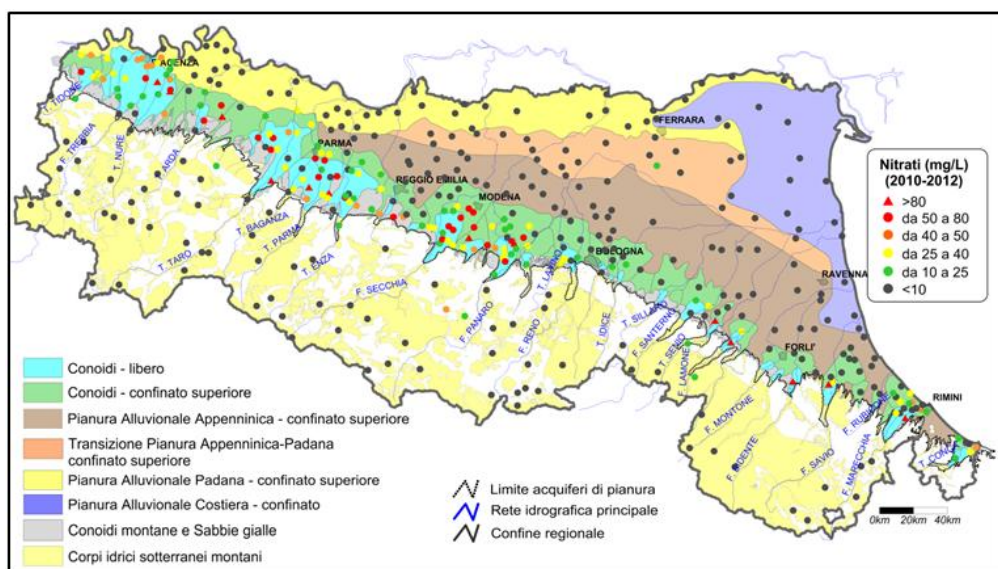 PIACENZA
T. TIDONE
F. TREBBIA
T. NURE
T. ARDA
PARMA
REGGIO EMILIA
MODENA
FERRARA
BOLOGNA
RAVENNA
FORLI'
RIMINI
T. TARO
T. BAGANZA
T. PARMA
T. ENZA
F. SECCHIA
F. PANARO
F. RENO
T. LAVINO
T. IDICE
T. SILLARO
F. SANTERNO
T. SENIO
F. LAMONE
F. MONTONE
F. BIDENTE
F. SAVIO
F. RUBICONE
F. MARECCHIA
T. CONCA
Nitrati (mg/L)
(2010-2012)
>80
da 50 a 80
da 40 a 50
da 25 a 40
da 10 a 25
<10
Conoidi - libero
Conoidi - confinato superiore
Pianura Alluvionale Appenninica - confinato superiore
Transizione Pianura Appenninica-Padana
confinato superiore
Pianura Alluvionale Padana - confinato superiore
Pianura Alluvionale Costiera - confinato
Conoidi montane e Sabbie gialle
Corpi idrici sotterranei montani
Limite acquiferi di pianura
Rete idrografica principale
Confine regionale
0km 20km 40km